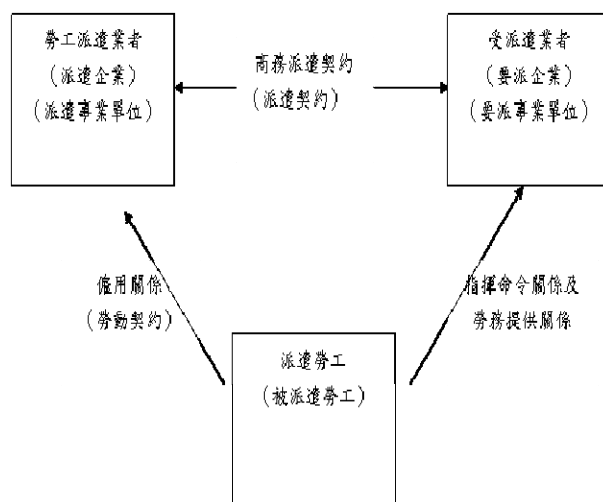 勞工派遣業者
(派遣企業)
(派遣事業單位)
商務派遣契約
(派遣契約)
受派遣業者
(要派企業)
(要派專業單位)
僱用關係
(勞動契約)
指揮命令關係及
勞務提供關係
派遣勞工
(被派遣勞工)